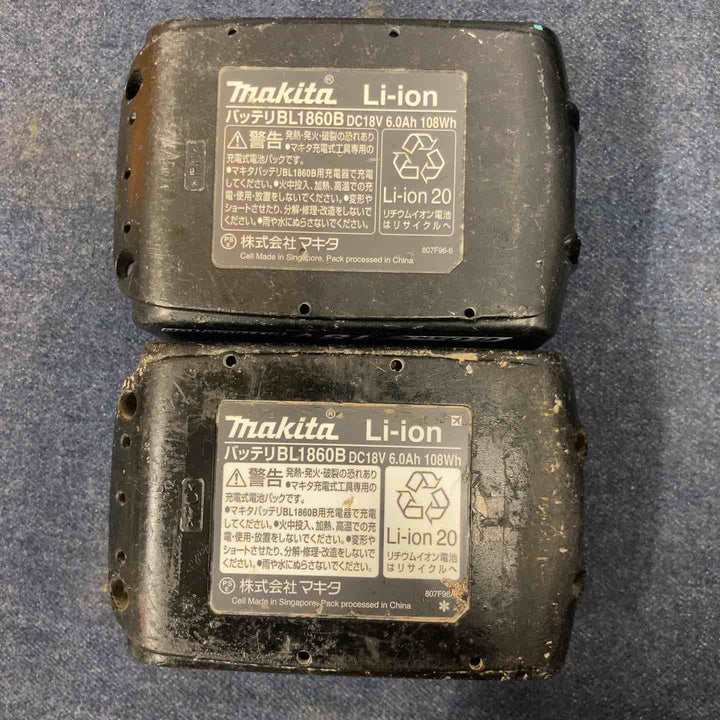 makita® Li-ion
バッテリBL1860B DC18V 6.0Ah 108Wh
警告 発熱・発火・破裂の恐れあり
●マキタ充電式工具専用の
充電式電池パックです。
●マキタバッテリBL1860B用充電器で充電
してください。●火中投入、加熱、高温での充
電・使用・放置をしないでください。●変形や
ショートさせたり、分解・修理・改造をしないで
ください。●雨や水にぬらさないでください。
Li-ion 20
リチウムイオン電池
はリサイクルへ
PS E 株式会社マキタ
807F96-6
Cell Made in Singapore, Pack processed in China
makita® Li-ion
バッテリBL1860B DC18V 6.0Ah 108Wh
警告 発熱・発火・破裂の恐れあり
●マキタ充電式工具専用の
充電式電池パックです。
●マキタバッテリBL1860B用充電器で充電
してください。●火中投入、加熱、高温での充
電・使用・放置をしないでください。●変形や
ショートさせたり、分解・修理・改造をしないで
ください。●雨や水にぬらさないでください。
Li-ion 20
リチウムイオン電池
はリサイクルへ
PS E 株式会社マキタ
Cell Made in Singapore, Pack processed in China